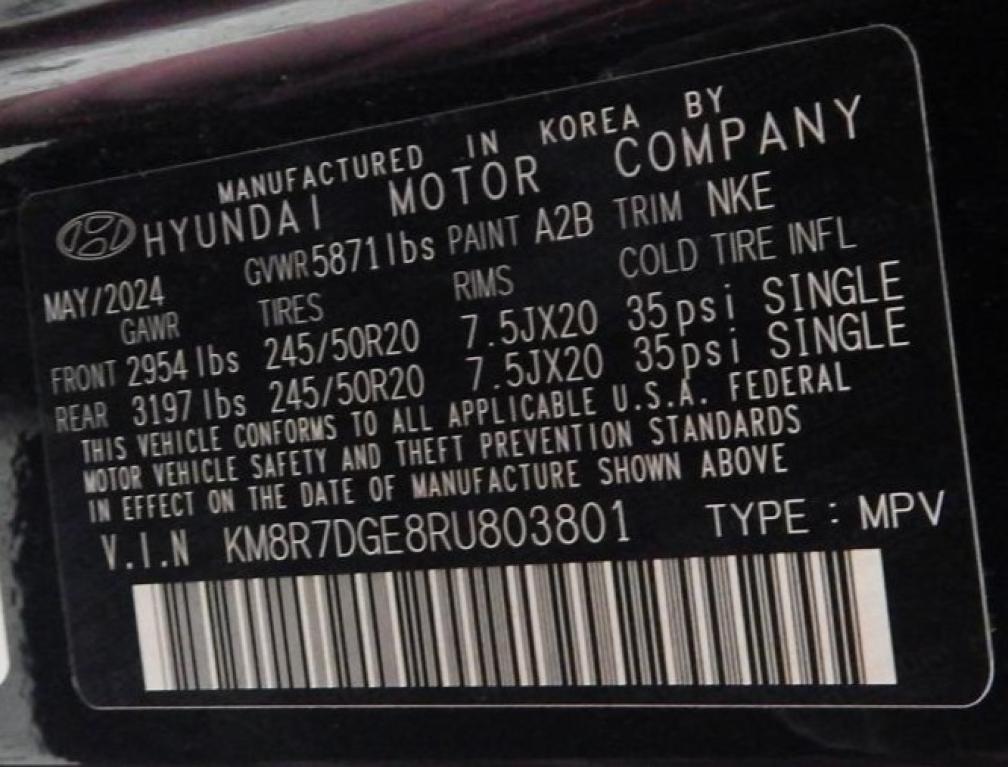 MANUFACTURED IN KOREA BY
HYUNDAI MOTOR COMPANY
MAY/2024 GVWR 5871 lbs PAINT A2B TRIM NKE
GAWR TIRES RIMS COLD TIRE INFL
FRONT 2954 lbs 245/50R20 7.5JX20 35psi SINGLE
REAR 3197 lbs 245/50R20 7.5JX20 35psi SINGLE
THIS VEHICLE CONFORMS TO ALL APPLICABLE U.S.A. FEDERAL
MOTOR VEHICLE SAFETY AND THEFT PREVENTION STANDARDS
IN EFFECT ON THE DATE OF MANUFACTURE SHOWN ABOVE
V.I.N KM8R7DGE8RU803801 TYPE : MPV